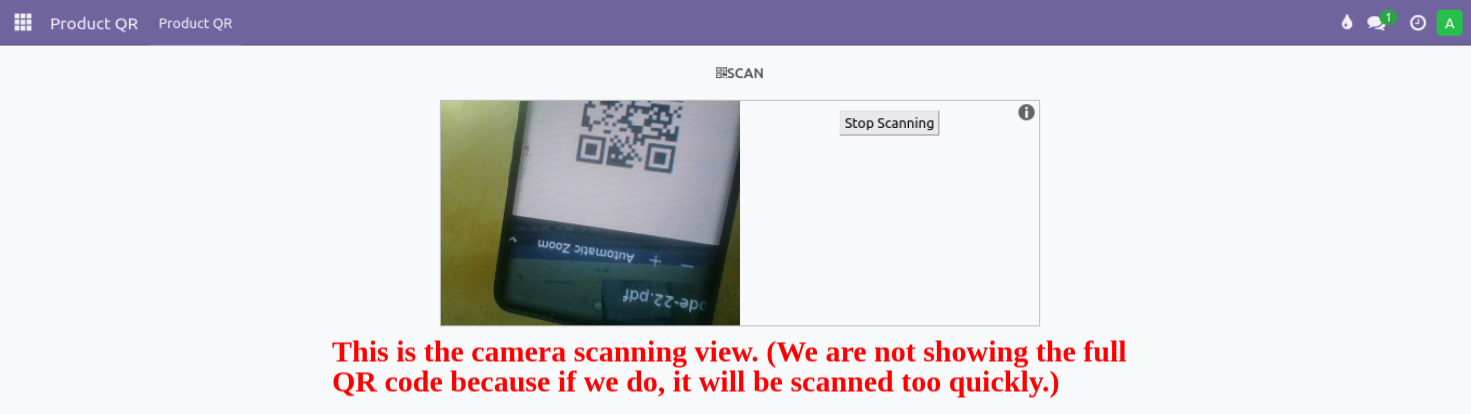 Product QR Product QR 1 A
SCAN
Stop Scanning
Automatic Zoom
ode-22.pdf
This is the camera scanning view. (We are not showing the full
QR code because if we do, it will be scanned too quickly.)